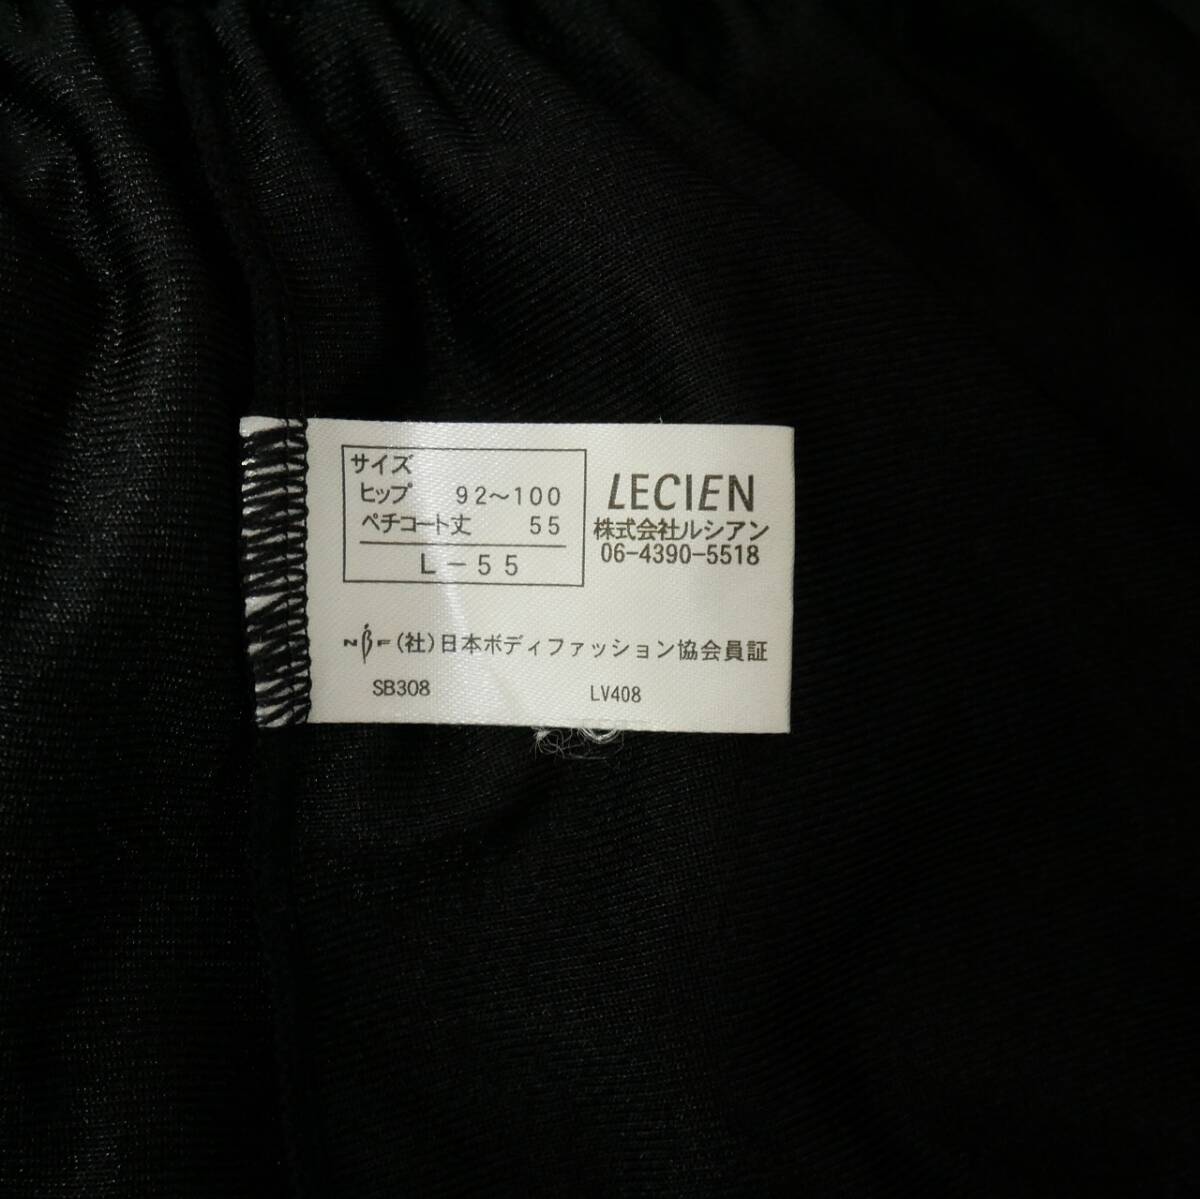 サイズ
ヒップ 92～100
ペチコート丈 55
L-55
LECIEN
株式会社ルシアン
06-4390-5518
NBF(社)日本ボディファッション協会員証
SB308 LV408